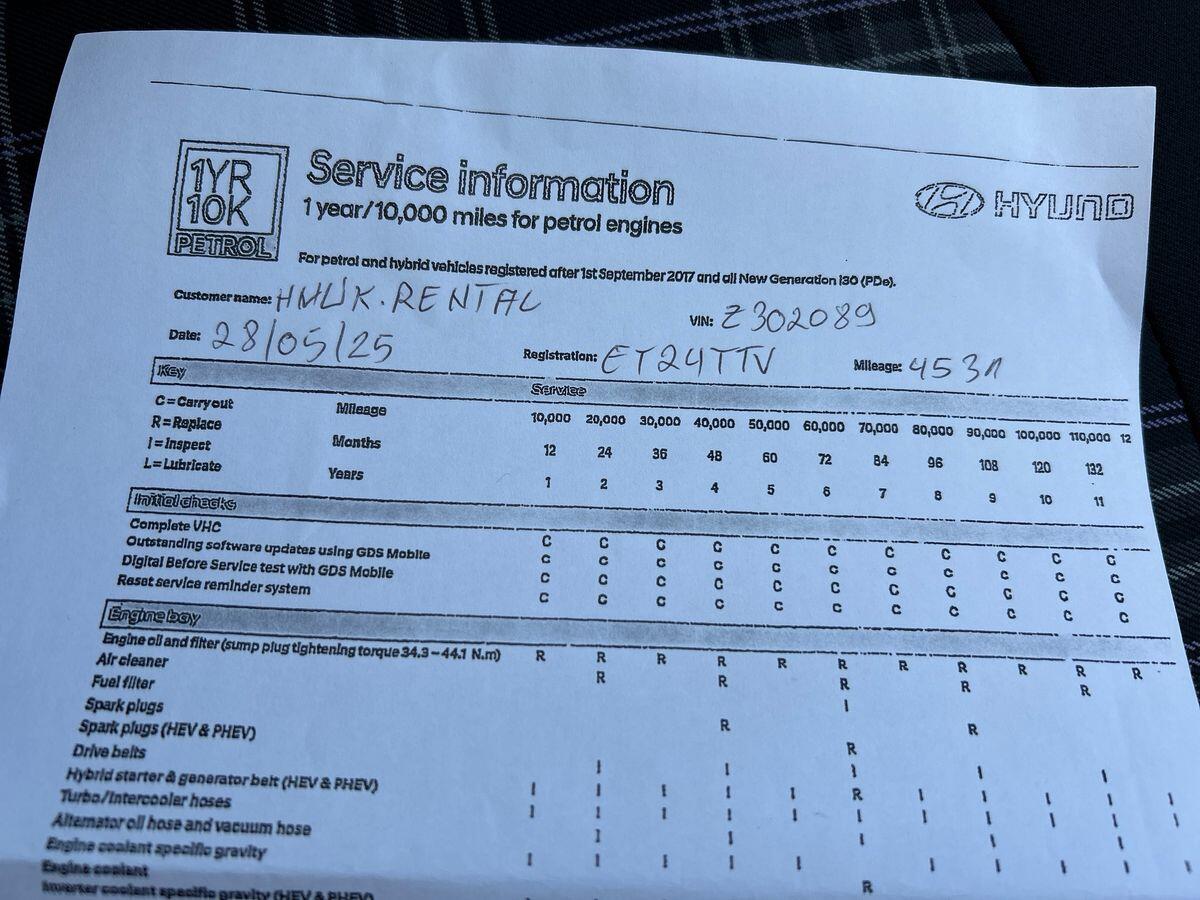 1YR
10K
PETROL
Service information
1 year/10,000 miles for petrol engines
HYUND
For petrol and hybrid vehicles registered after 1st September 2017 and all New Generation i30 (PDe).
Customer name: HMUK. RENTAL VIN: Z302089
Date: 28/05/25 Registration: ET24TTV Mileage: 4531
Key Service
C = Carry out Mileage 10,000 20,000 30,000 40,000 50,000 60,000 70,000 80,000 90,000 100,000 110,000 12
R = Replace
I = Inspect Months 12 24 36 48 60 72 84 96 108 120 132
L = Lubricate Years 1 2 3 4 5 6 7 8 9 10 11
Initial checks
Complete VHC C C C C C C C C C C C
Outstanding software updates using GDS Mobile C C C C C C C C C C C
Digital Before Service test with GDS Mobile C C C C C C C C C C C
Reset service reminder system C C C C C C C C C C C
Engine bay
Engine oil and filter (sump plug tightening torque 34.3 – 44.1 N.m) R R R R R R R R R R R
Air cleaner R R R R R
Fuel filter I
Spark plugs R R
Spark plugs (HEV & PHEV) R
Drive belts I I I I I
Hybrid starter & generator belt (HEV & PHEV) I I I I I R I I I I I
Turbo/Intercooler hoses I I I I I I I I I I I
Alternator oil hose and vacuum hose I I I I I
Engine coolant specific gravity I I I I I I I I I I
Engine coolant R
Inverter coolant specific gravity (HEV & PHEV)